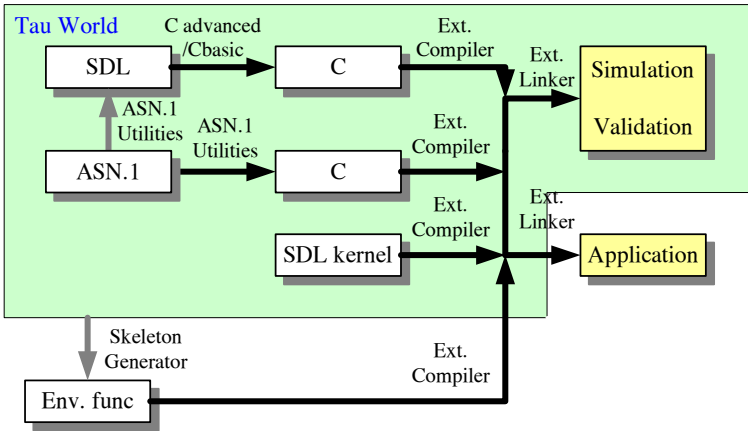 Tau World
C advanced
/Cbasic
Ext.
Compiler
SDL
C
Ext.
Linker
Simulation
Validation
ASN.1
Utilities
ASN.1
Utilities
Ext.
Compiler
ASN.1
C
Ext.
Compiler
Ext.
Linker
SDL kernel
Application
Skeleton
Generator
Ext.
Compiler
Env. func